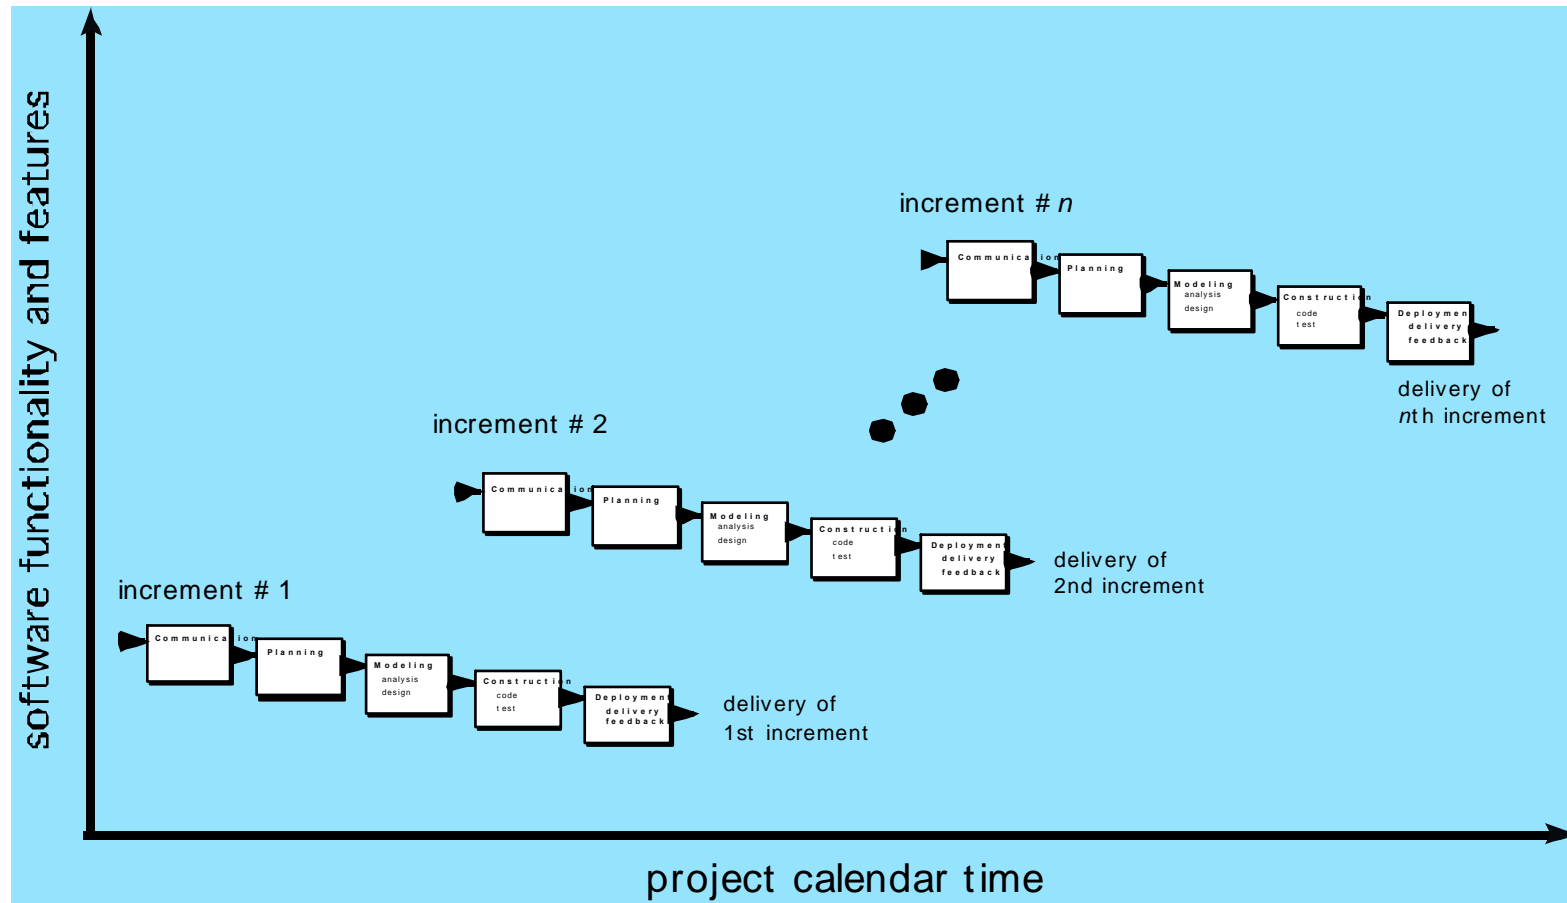 software functionality and features
increment # n
Communication
Planning
Modeling
analysis
design
Construction
code
test
Deployment
delivery
feedback
delivery of
nth increment
increment # 2
Communication
Planning
Modeling
analysis
design
Construction
code
test
Deployment
delivery
feedback
delivery of
2nd increment
increment # 1
Communication
Planning
Modeling
analysis
design
Construction
code
test
Deployment
delivery
feedback
delivery of
1st increment
project calendar time